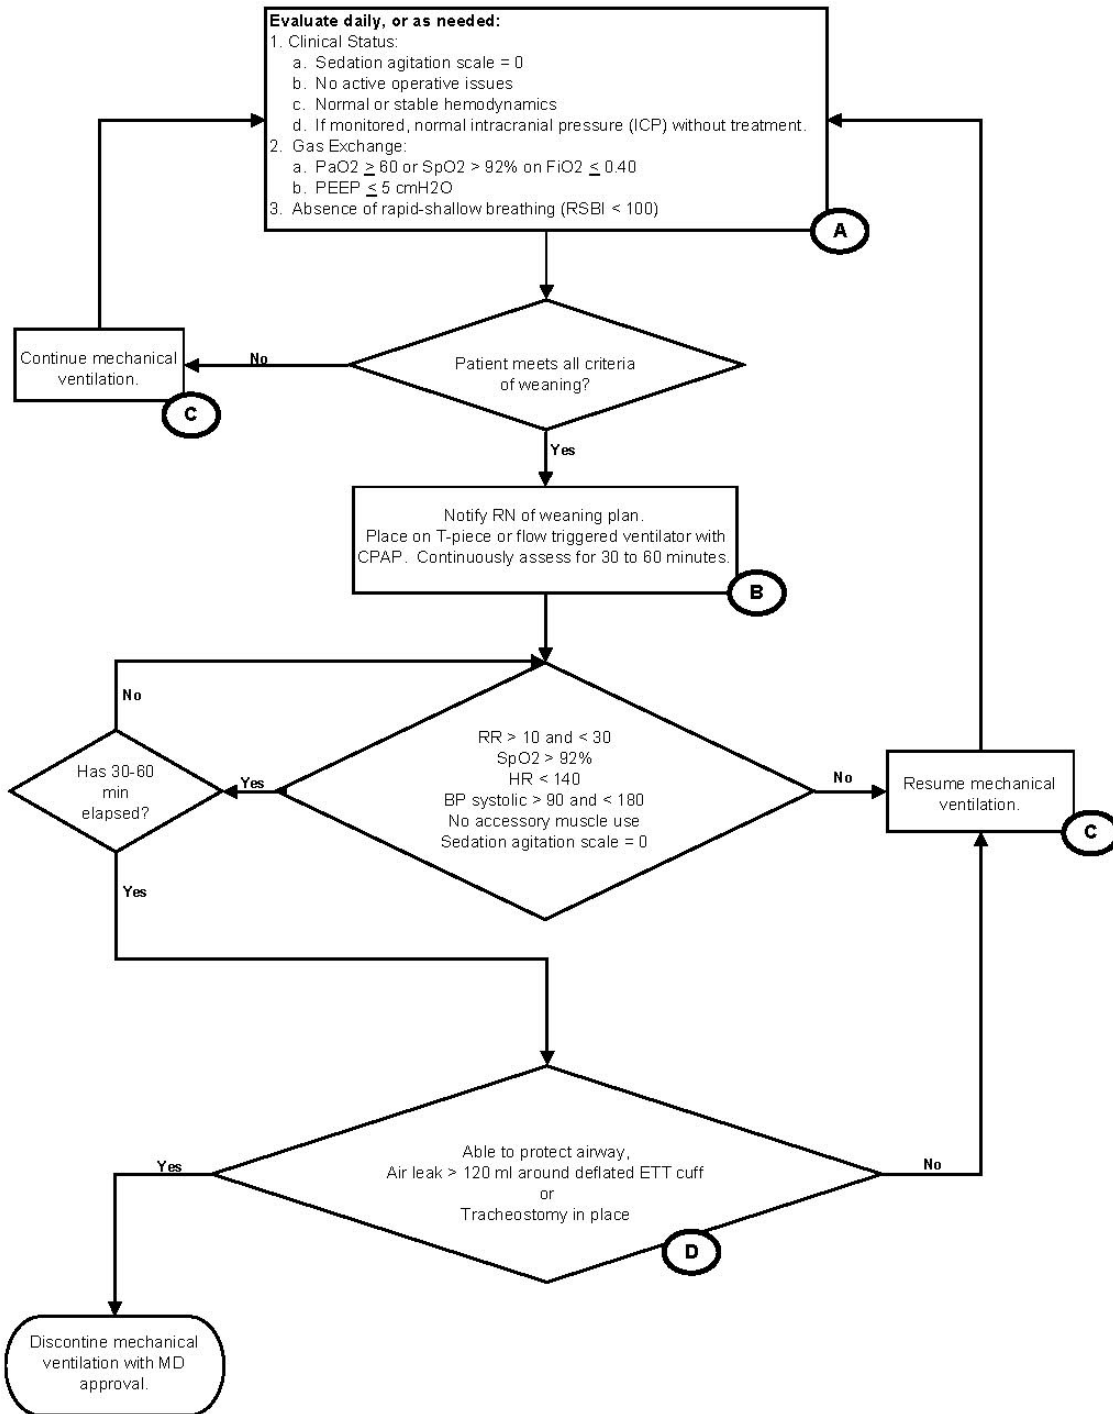 Evaluate daily, or as needed:
1. Clinical Status:
a. Sedation agitation scale = 0
b. No active operative issues
c. Normal or stable hemodynamics
d. If monitored, normal intracranial pressure (ICP) without treatment.
2. Gas Exchange:
a. PaO2 ≥ 60 or SpO2 > 92% on FiO2 ≤ 0.40
b. PEEP ≤ 5 cmH2O
3. Absence of rapid-shallow breathing (RSBI < 100)
A
Patient meets all criteria
of weaning?
No
Continue mechanical
ventilation.
C
Yes
Notify RN of weaning plan.
Place on T-piece or flow triggered ventilator with
CPAP. Continuously assess for 30 to 60 minutes.
B
RR > 10 and < 30
SpO2 > 92%
HR < 140
BP systolic > 90 and < 180
No accessory muscle use
Sedation agitation scale = 0
Yes
Has 30-60
min
elapsed?
No
Yes
No
Resume mechanical
ventilation.
C
Able to protect airway,
Air leak > 120 ml around deflated ETT cuff
or
Tracheostomy in place
D
No
Yes
Discontine mechanical
ventilation with MD
approval.